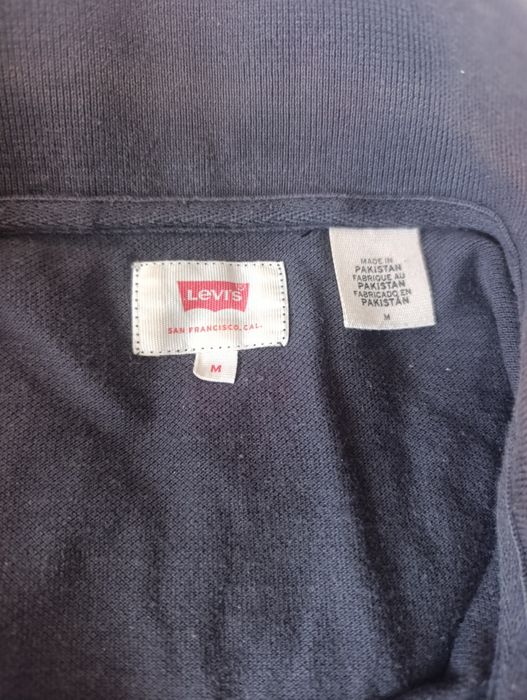 Levi's
SAN FRANCISCO, CAL.
M
MADE IN
PAKISTAN
FABRIQUE AU
PAKISTAN
FABRICADO EN
PAKISTAN
M